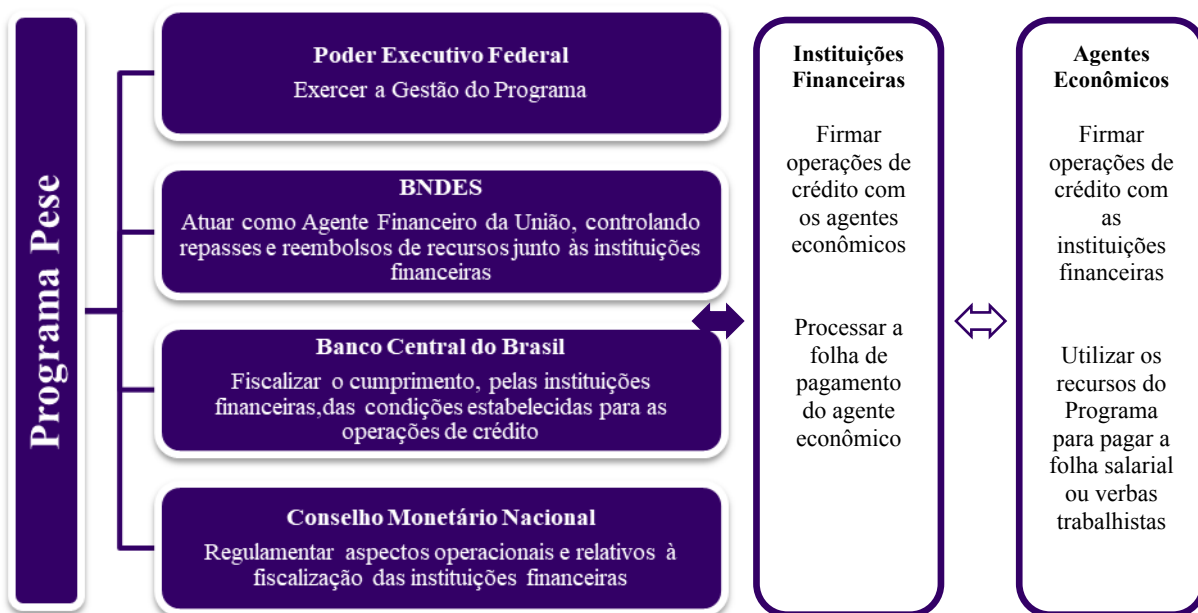 Programa Pese
Poder Executivo Federal
Exercer a Gestão do Programa
BNDES
Atuar como Agente Financeiro da União, controlando
repasses e reembolsos de recursos junto às instituições
financeiras
Banco Central do Brasil
Fiscalizar o cumprimento, pelas instituições
financeiras,das condições estabelecidas para as
operações de crédito
Conselho Monetário Nacional
Regulamentar aspectos operacionais e relativos à
fiscalização das instituições financeiras
Instituições
Financeiras
Firmar
operações de
crédito com
os agentes
econômicos
Processar a
folha de
pagamento
do agente
econômico
Agentes
Econômicos
Firmar
operações de
crédito com
as
instituições
financeiras
Utilizar os
recursos do
Programa
para pagar a
folha salarial
ou verbas
trabalhistas